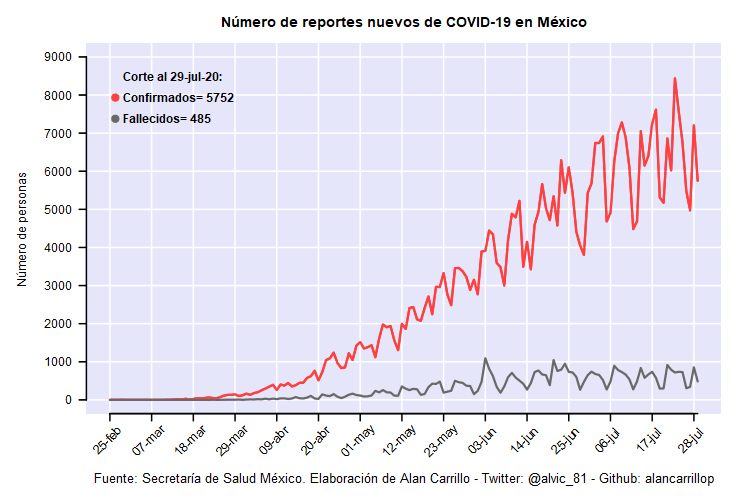 Número de reportes nuevos de COVID-19 en México
Número de personas
9000
8000
7000
6000
5000
4000
3000
2000
1000
0
Corte al 29-jul-20:
Confirmados= 5752
Fallecidos= 485
25-feb
07-mar
18-mar
29-mar
09-abr
20-abr
01-may
12-may
23-may
03-jun
14-jun
25-jun
06-jul
17-jul
28-jul
Fuente: Secretaría de Salud México. Elaboración de Alan Carrillo - Twitter: @alvic_81 - Github: alancarrillop